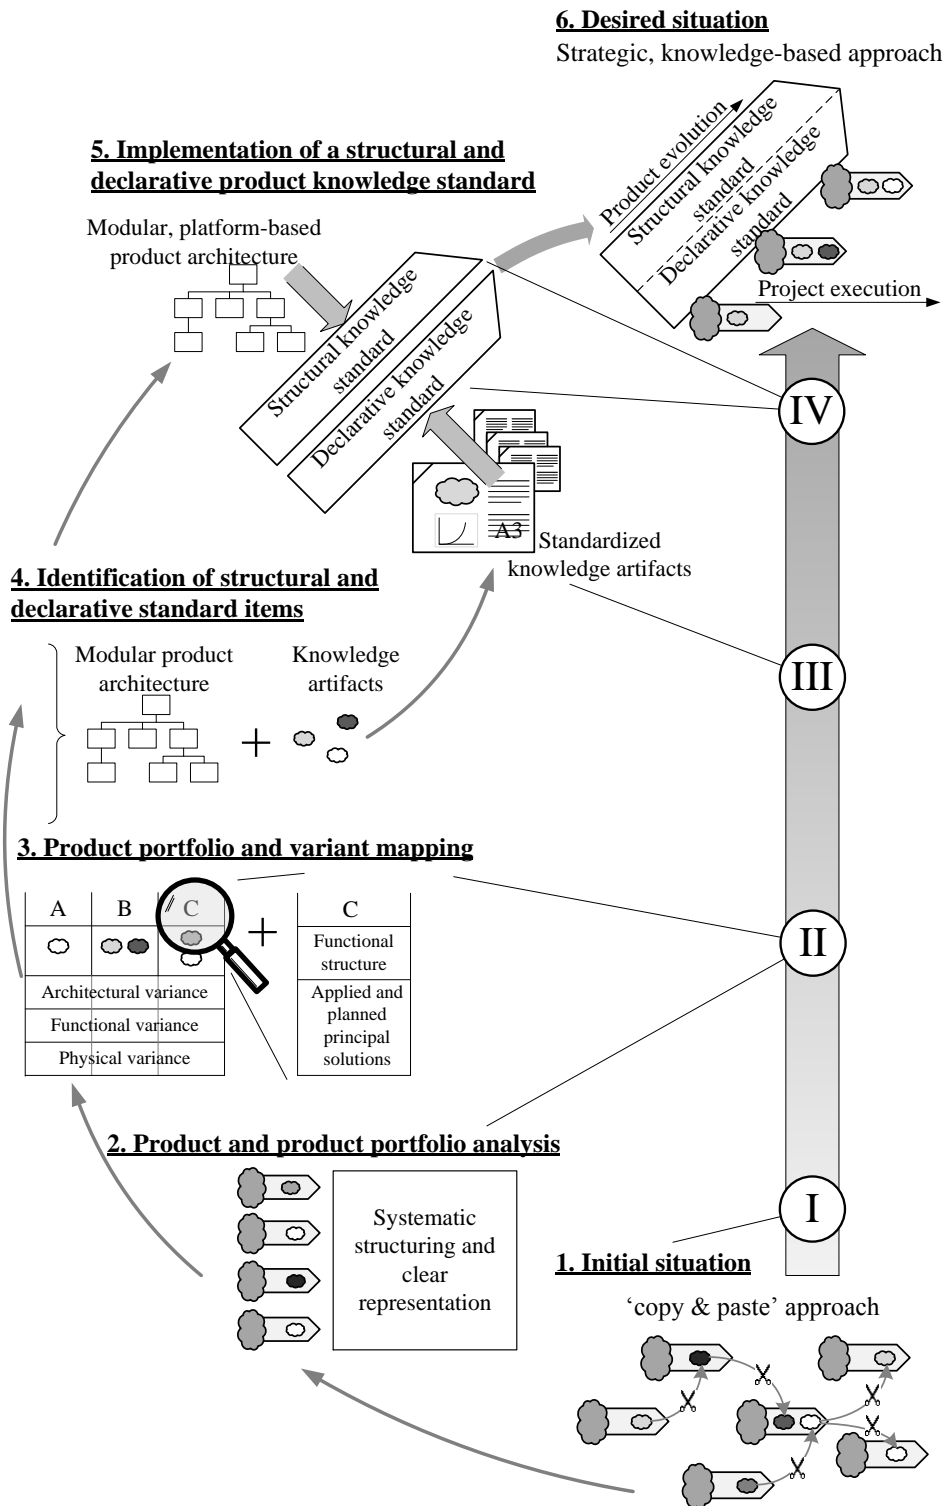 6. Desired situation
Strategic, knowledge-based approach
Product evolution
Structural knowledge
standard
Declarative knowledge
standard
Project execution
5. Implementation of a structural and
declarative product knowledge standard
Modular, platform-based
product architecture
Structural knowledge
standard
Declarative knowledge
standard
IV
A3
Standardized
knowledge artifacts
4. Identification of structural and
declarative standard items
Modular product
architecture
+
Knowledge
artifacts
III
3. Product portfolio and variant mapping
A
B
C
+
C
Functional
structure
Architectural variance
Functional variance
Physical variance
Applied and
planned
principal
solutions
II
2. Product and product portfolio analysis
Systematic
structuring and
clear
representation
I
1. Initial situation
‘copy & paste’ approach